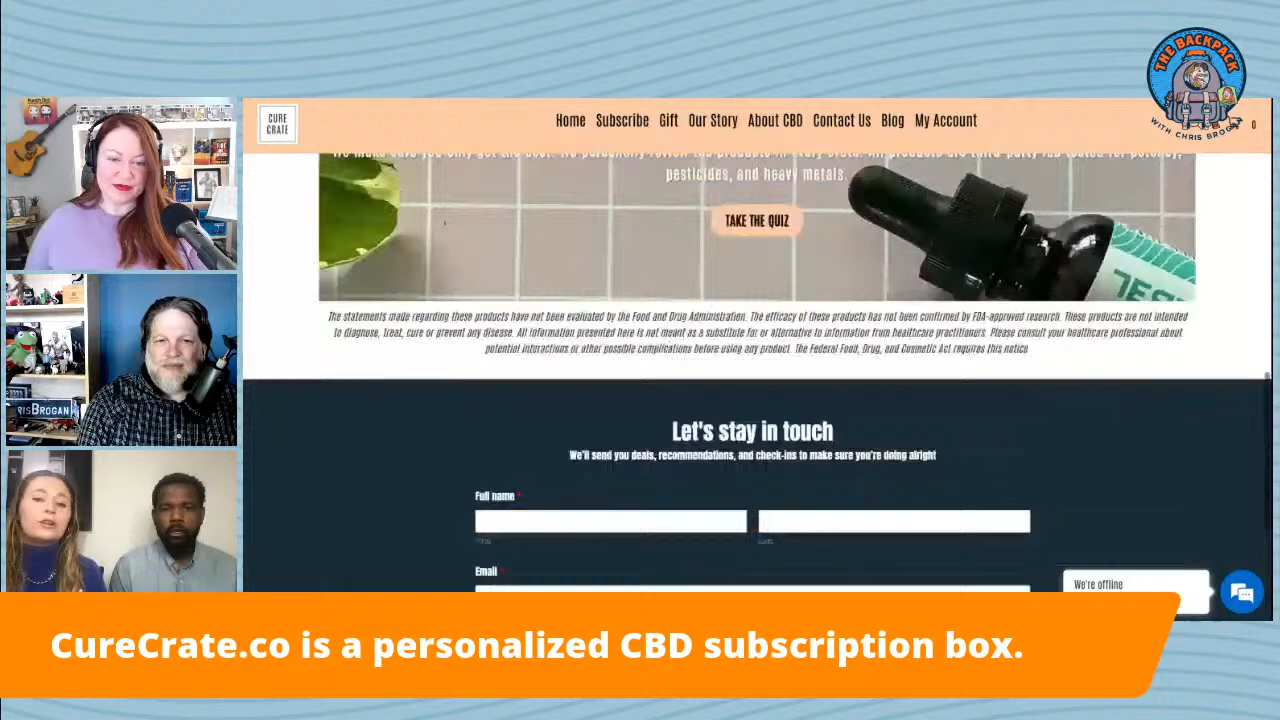 THE BACKPACK
WITH CHRIS BROGAN
CURE
CRATE
Home Subscribe Gift Our Story About CBD Contact Us Blog My Account
0
pesticides, and heavy metals.
TAKE THE QUIZ
TEST
The statements made regarding these products have not been evaluated by the Food and Drug Administration. The efficacy of these products has not been confirmed by FDA-approved research. These products are not intended
to diagnose, treat, cure or prevent any disease. All information presented here is not meant as a substitute for or alternative to information from healthcare practitioners. Please consult your healthcare professional about
potential interactions or other possible complications before using any product. The Federal Food, Drug, and Cosmetic Act requires this notice
RISBROGAN
Let's stay in touch
We'll send you deals, recommendations, and check-ins to make sure you're doing alright
Full name *
Email *
We're offline
CureCrate.co is a personalized CBD subscription box.